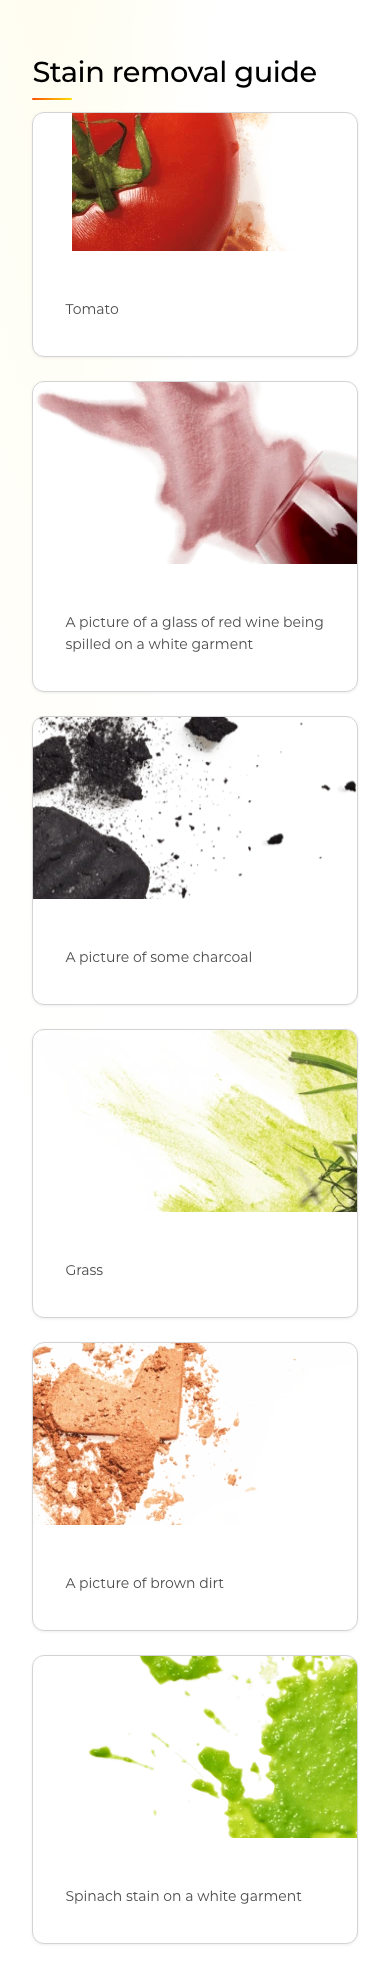 Stain removal guide
Tomato
A picture of a glass of red wine being
spilled on a white garment
A picture of some charcoal
Grass
A picture of brown dirt
Spinach stain on a white garment